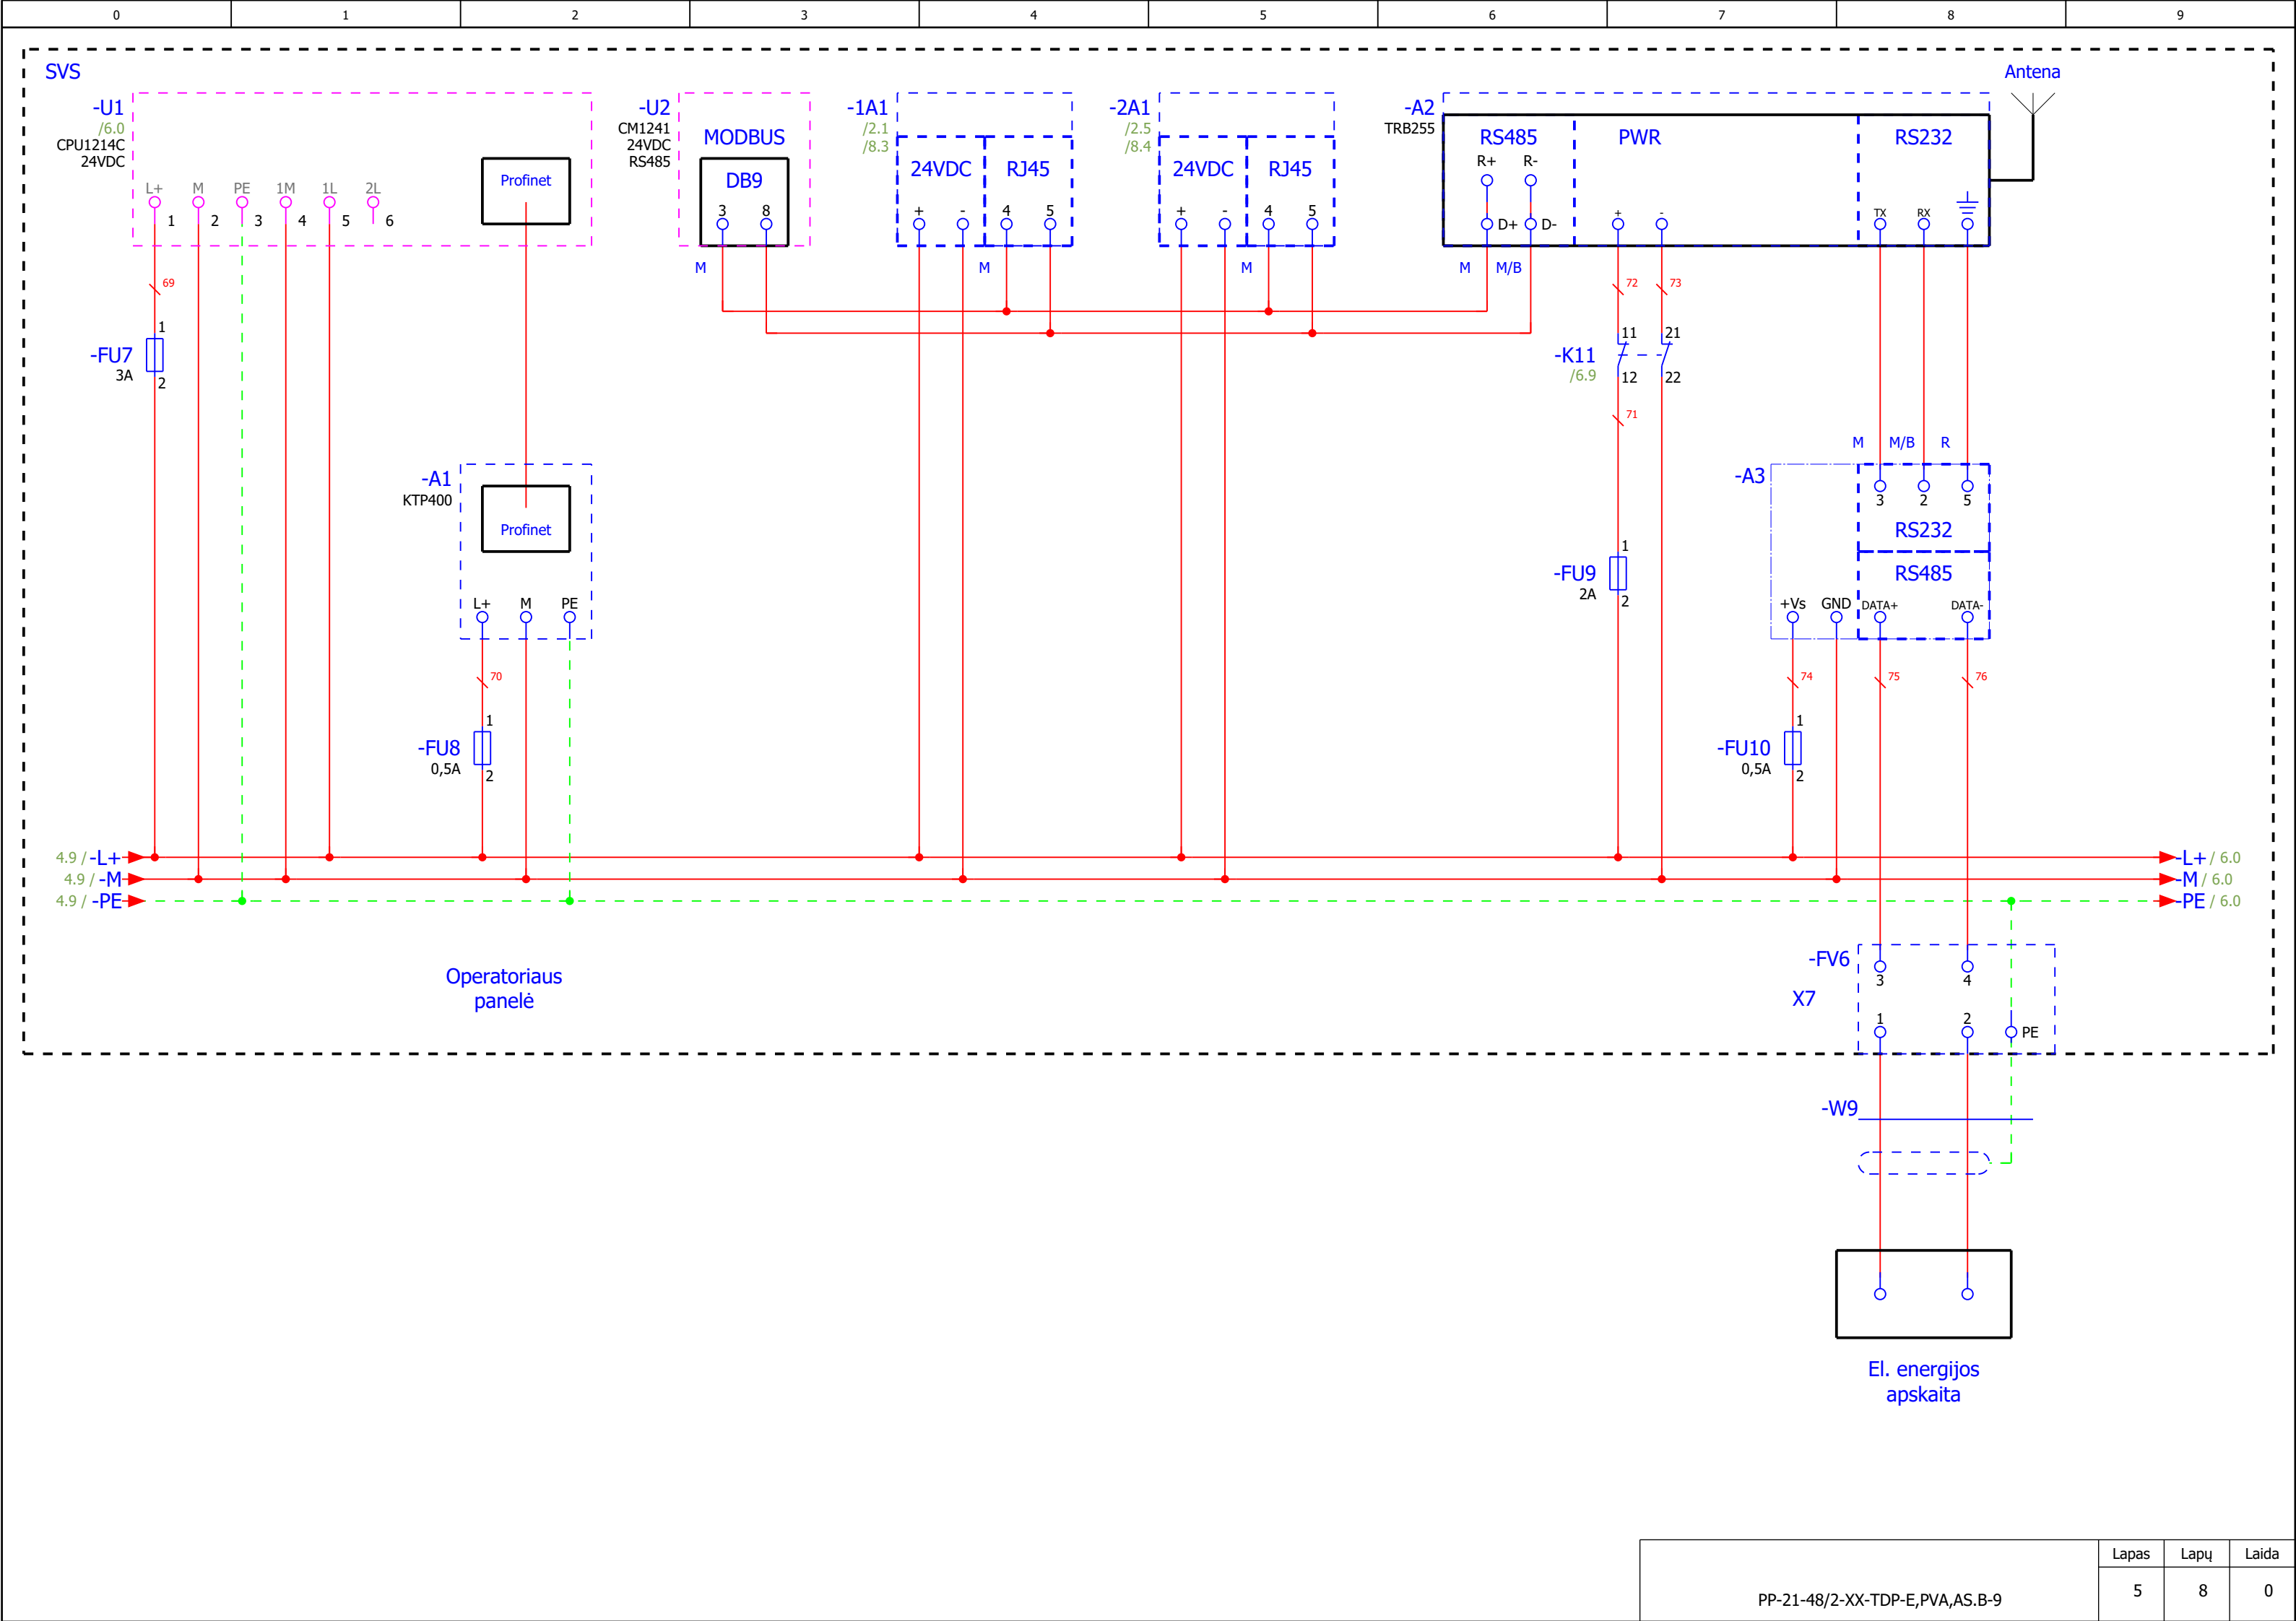 0 1 2 3 4 5 6 7 8 9
SVS
Antena
-U1
/6.0
CPU1214C
24VDC
L+ M PE 1M 1L 2L
1 2 3 4 5 6
Profinet
-U2
CM1241
24VDC
RS485
MODBUS
DB9
3 8
M
-1A1
/2.1
/8.3
24VDC RJ45
+ - 4 5
M
-2A1
/2.5
/8.4
24VDC RJ45
+ - 4 5
M
-A2
TRB255
RS485 PWR RS232
R+ R-
D+ D-
+ -
TX RX
M M/B
69
1
-FU7
3A
2
72 73
11 21
-K11
/6.9
12 22
71
M M/B R
-A1
KTP400
Profinet
L+ M PE
-A3
3 2 5
RS232
RS485
+Vs GND DATA+ DATA-
1
-FU9
2A
2
70
1
-FU8
0,5A
2
74 75 76
1
-FU10
0,5A
2
4.9 / -L+
4.9 / -M
4.9 / -PE
-L+ / 6.0
-M / 6.0
-PE / 6.0
Operatoriaus
panelė
-FV6
3 4
X7
1 2
PE
-W9
El. energijos
apskaita
Lapas Lapų Laida
PP-21-48/2-XX-TDP-E,PVA,AS.B-9
5 8 0